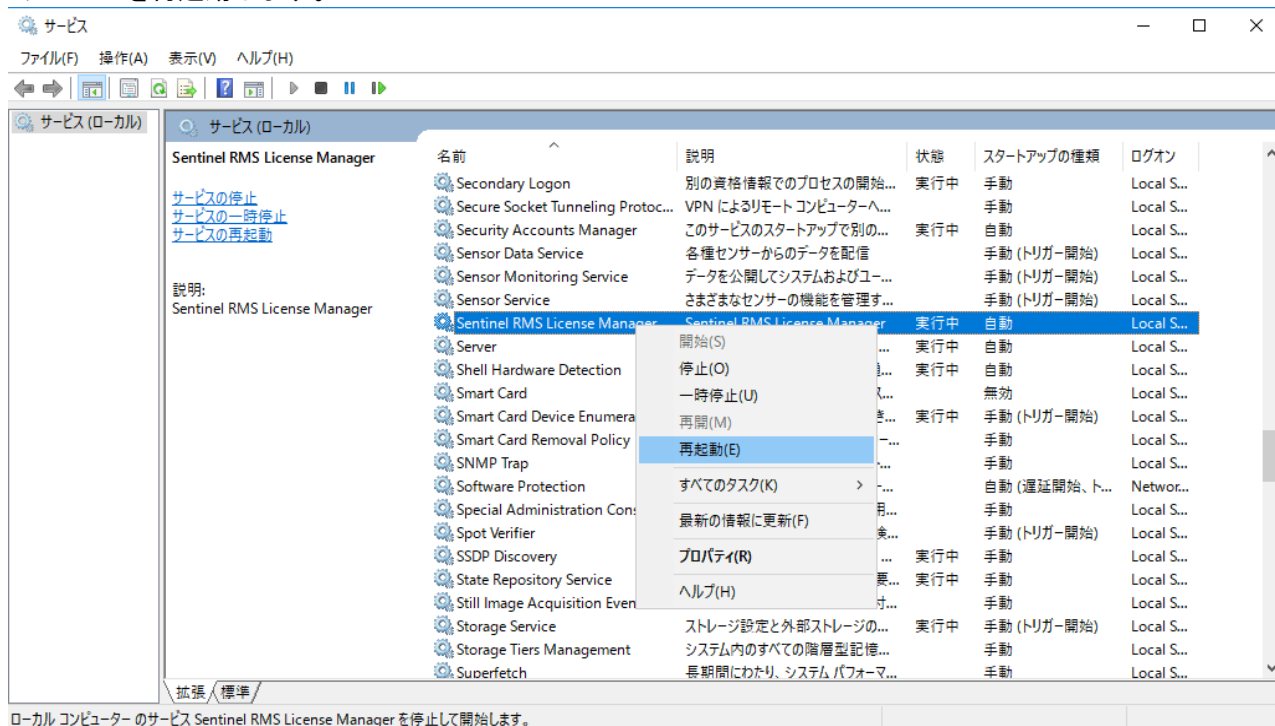 サービス
ファイル(F) 操作(A) 表示(V) ヘルプ(H)
サービス (ローカル)
サービス (ローカル)
Sentinel RMS License Manager
サービスの停止
サービスの一時停止
サービスの再起動
説明:
Sentinel RMS License Manager
名前 説明 状態 スタートアップの種類 ログオン
Secondary Logon 別の資格情報でのプロセスの開始... 実行中 手動 Local S...
Secure Socket Tunneling Protoc... VPN によるリモート コンピューターへ... 手動 Local S...
Security Accounts Manager このサービスのスタートアップで別の... 実行中 自動 Local S...
Sensor Data Service 各種センサーからのデータを配信 手動 (トリガー開始) Local S...
Sensor Monitoring Service データを公開してシステムおよびユー... 手動 (トリガー開始) Local S...
Sensor Service さまざまなセンサーの機能を管理す... 手動 (トリガー開始) Local S...
Sentinel RMS License Manager Sentinel RMS License Manager 実行中 自動 Local S...
Server ... 実行中 自動 Local S...
Shell Hardware Detection ... 実行中 自動 Local S...
Smart Card ... 無効 Local S...
Smart Card Device Enumera ... 実行中 手動 (トリガー開始) Local S...
Smart Card Removal Policy ... 手動 Local S...
SNMP Trap ... 手動 Local S...
Software Protection ... 自動 (遅延開始、ト... Networ...
Special Administration Con ... 手動 Local S...
Spot Verifier ... 手動 (トリガー開始) Local S...
SSDP Discovery ... 実行中 手動 Local S...
State Repository Service 要... 実行中 手動 Local S...
Still Image Acquisition Even ... 手動 Local S...
Storage Service ストレージ設定と外部ストレージの... 実行中 手動 (トリガー開始) Local S...
Storage Tiers Management システム内のすべての階層型記憶... 手動 Local S...
Superfetch 長期間にわたり、システム パフォーマ... 手動 Local S...
開始(S)
停止(O)
一時停止(U)
再開(M)
再起動(E)
すべてのタスク(K)
最新の情報に更新(F)
プロパティ(R)
ヘルプ(H)
拡張 標準
ローカル コンピューター のサービス Sentinel RMS License Manager を停止して開始します。